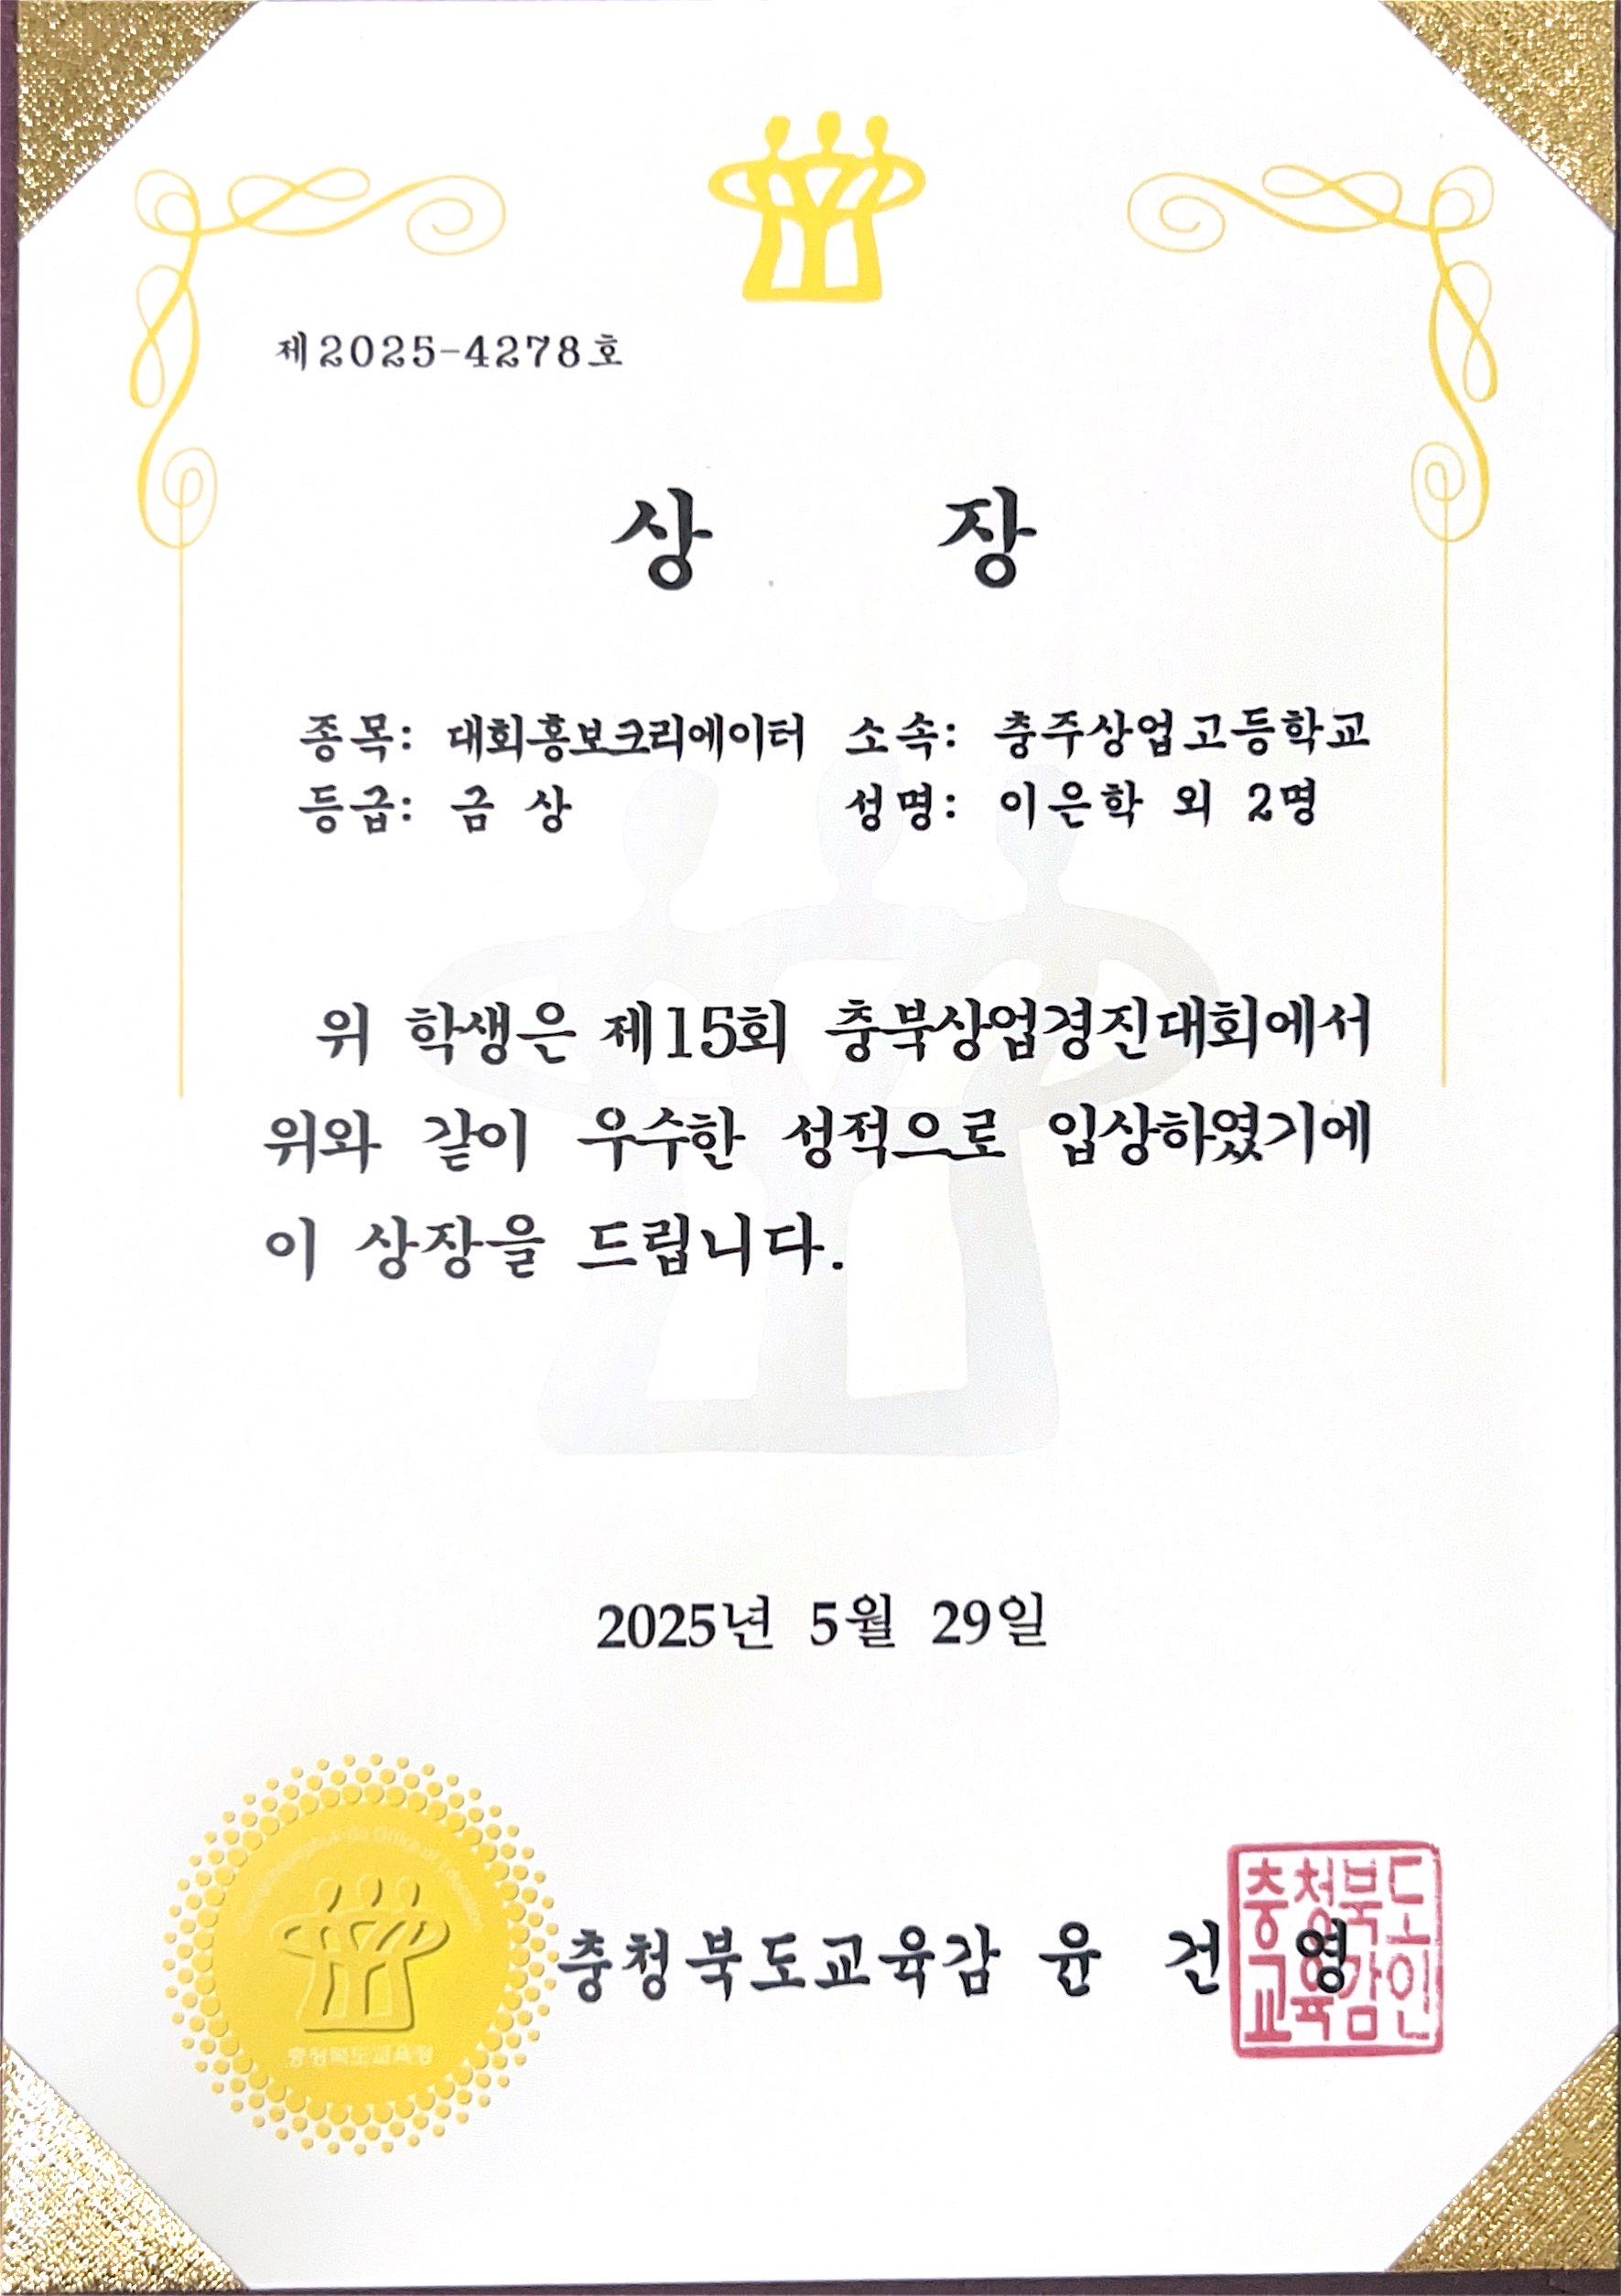 제2025-4278호
상 장
종목: 대회홍보크리에이터 소속: 충주상업고등학교
등급: 금 상 성명: 이은학 외 2명
위 학생은 제15회 충북상업경진대회에서
위와 같이 우수한 성적으로 입상하였기에
이 상장을 드립니다.
2025년 5월 29일
충청북도교육감 윤 건 영
충청북도
교육감인
충청북도교육청